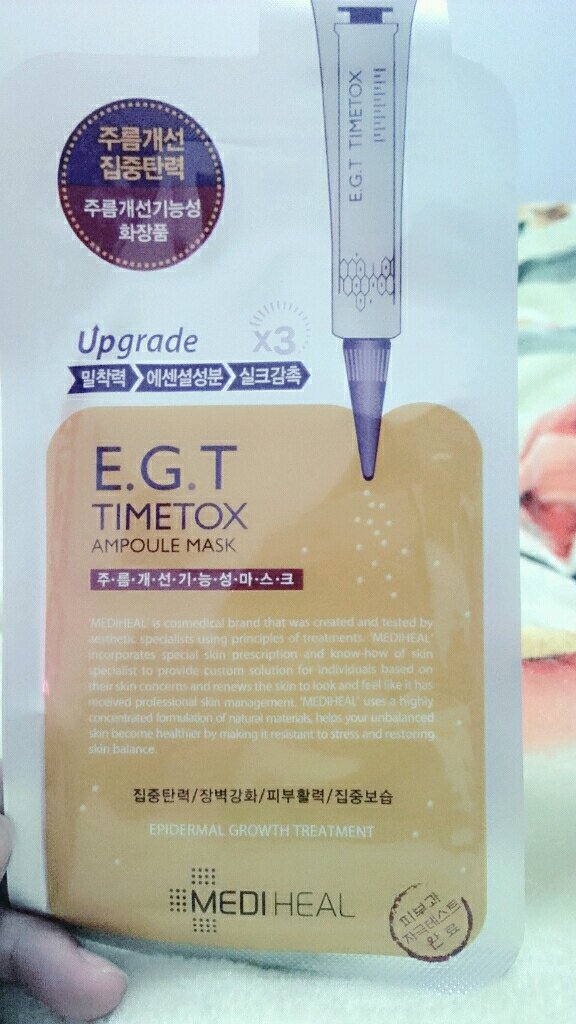 E.G.T TIMETOX
주름개선
집중탄력
주름개선기능성
화장품
Upgrade x3
밀착력 에센셜성분 실크감촉
E.G.T
TIMETOX
AMPOULE MASK
주·름·개·선·기·능·성·마·스·크
'MEDIHEAL' is cosmedical brand that was created and tested by
aesthetic specialists using principles of treatments. 'MEDIHEAL'
incorporates special skin prescription and know-how of skin
specialist to provide custom solution for individuals based on
their skin concerns and renews the skin to look and feel like it has
received professional skin management. 'MEDIHEAL' uses a highly
concentrated formulation of natural materials, helps your unbalanced
skin become healthier by making it resistant to stress and restoring
skin balance.
집중탄력/장벽강화/피부활력/집중보습
EPIDERMAL GROWTH TREATMENT
MEDIHEAL
피부과
자극테스트
완료